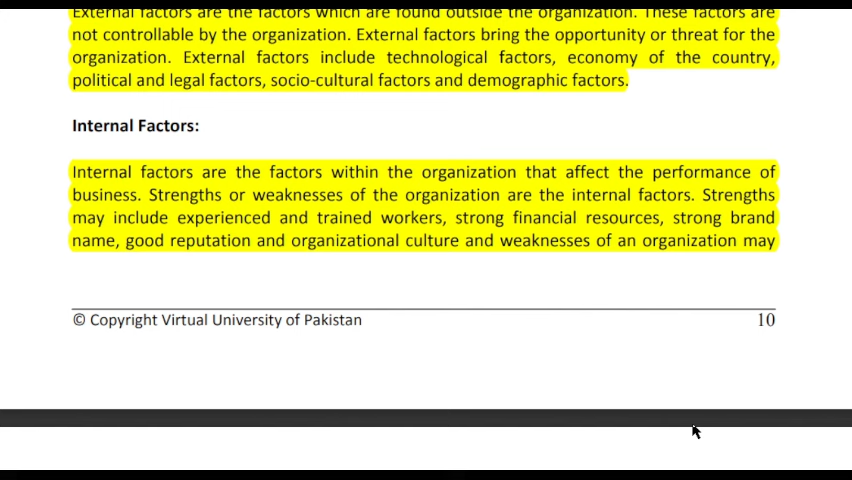 External factors are the factors which are found outside the organization. These factors are
not controllable by the organization. External factors bring the opportunity or threat for the
organization. External factors include technological factors, economy of the country,
political and legal factors, socio-cultural factors and demographic factors.
Internal Factors:
Internal factors are the factors within the organization that affect the performance of
business. Strengths or weaknesses of the organization are the internal factors. Strengths
may include experienced and trained workers, strong financial resources, strong brand
name, good reputation and organizational culture and weaknesses of an organization may
© Copyright Virtual University of Pakistan 10